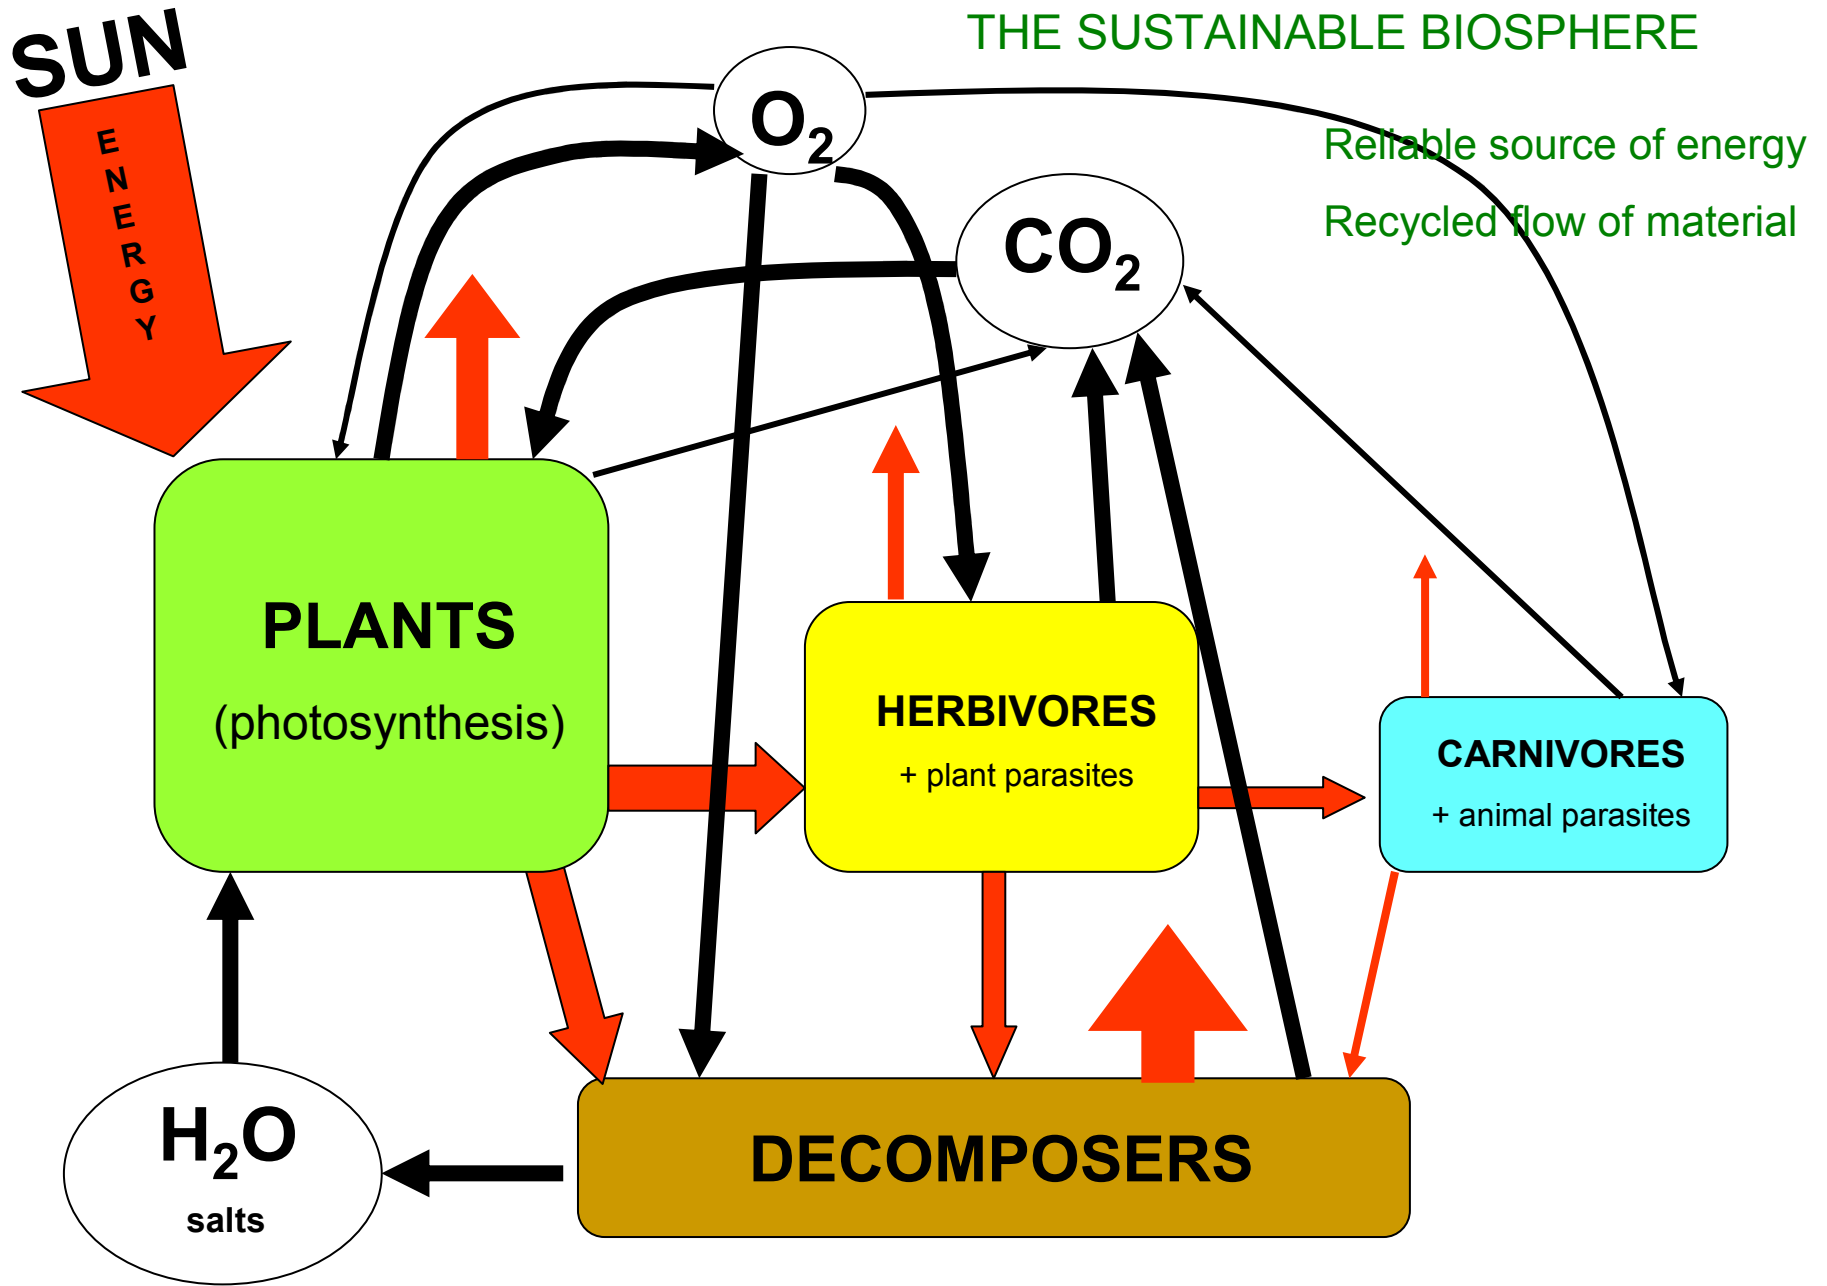 SUN
ENERGY
THE SUSTAINABLE BIOSPHERE
O₂
Reliable source of energy
Recycled flow of material
CO₂
PLANTS
(photosynthesis)
HERBIVORES
+ plant parasites
CARNIVORES
+ animal parasites
H₂O
salts
DECOMPOSERS